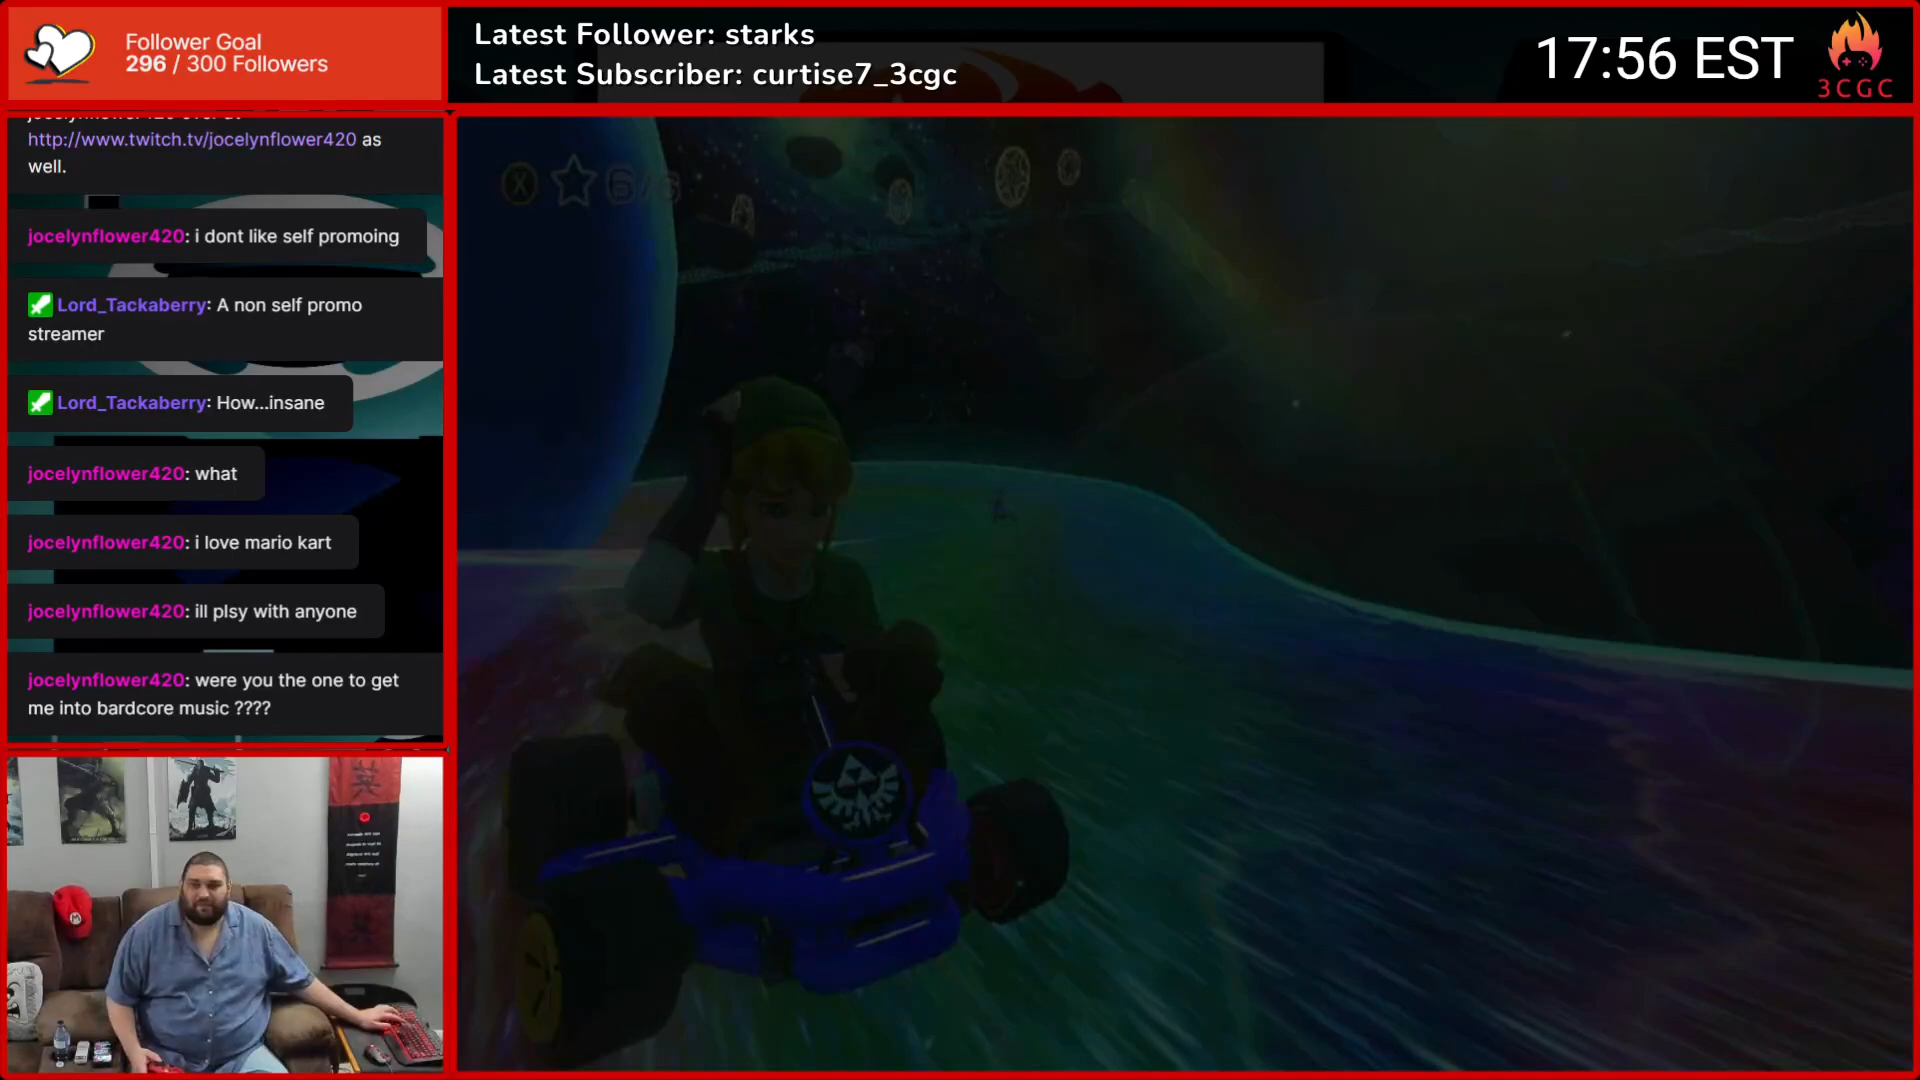 Follower Goal
296 / 300 Followers
Latest Follower: starks
Latest Subscriber: curtise7_3cgc
17:56 EST
3CGC
http://www.twitch.tv/jocelynflower420 as
well.
jocelynflower420: i dont like self promoing
Lord_Tackaberry: A non self promo
streamer
Lord_Tackaberry: How...insane
jocelynflower420: what
jocelynflower420: i love mario kart
jocelynflower420: ill plsy with anyone
jocelynflower420: were you the one to get
me into bardcore music ????
X 6/6